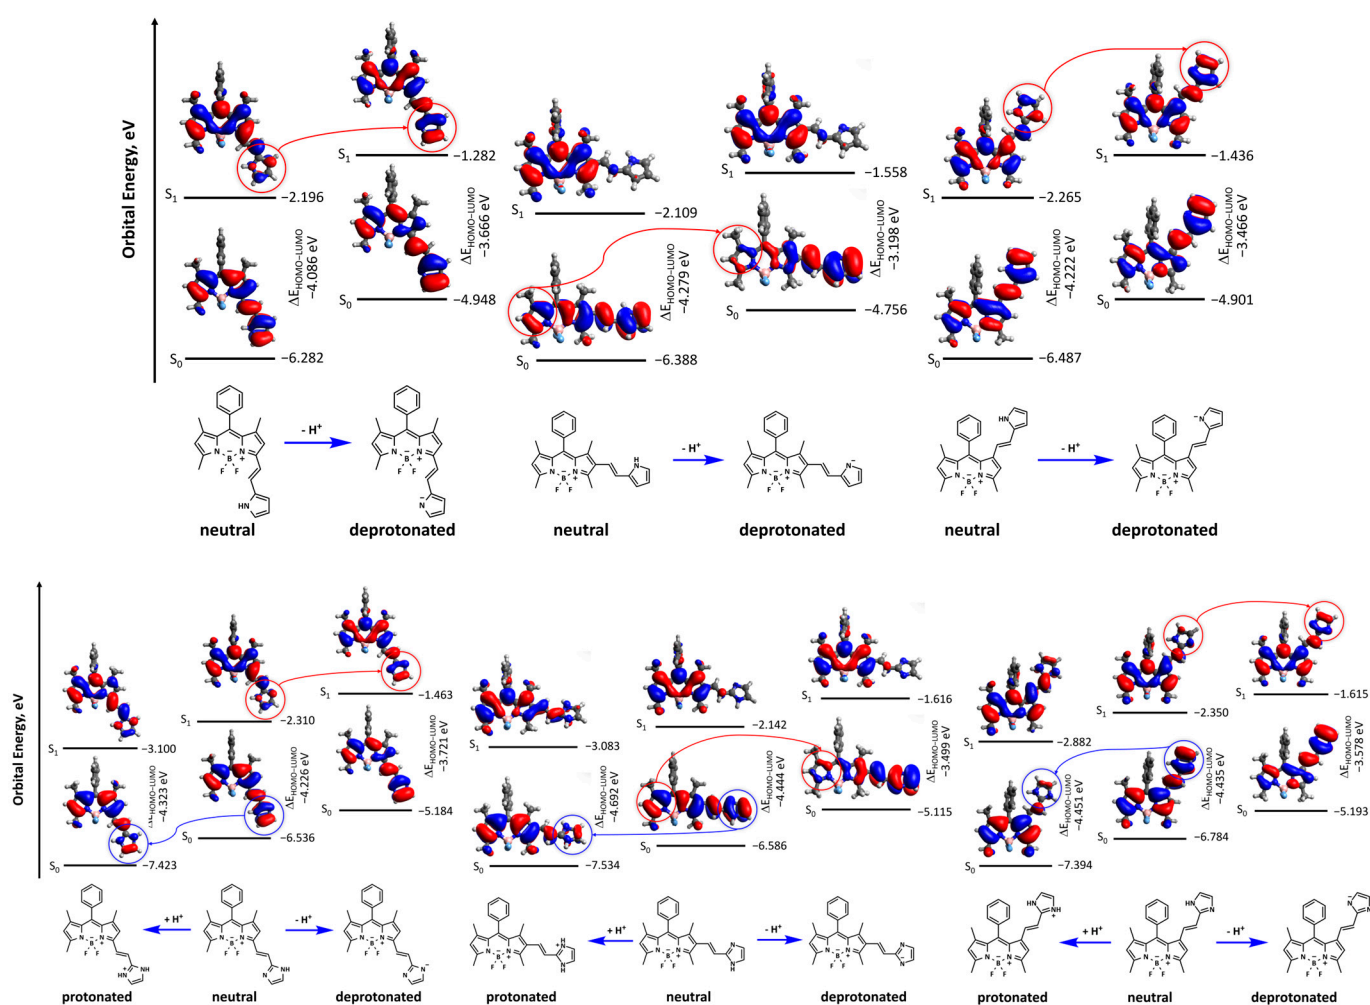 Orbital Energy, eV
S1
−2.196
S0
−6.282
ΔEHOMO–LUMO
−4.086 eV
S1
−1.282
S0
−4.948
ΔEHOMO–LUMO
−3.666 eV
S1
−2.109
S0
−6.388
ΔEHOMO–LUMO
−4.279 eV
S1
−1.558
S0
−4.756
ΔEHOMO–LUMO
−3.198 eV
S1
−2.265
S0
−6.487
ΔEHOMO–LUMO
−4.222 eV
S1
−1.436
S0
−4.901
ΔEHOMO–LUMO
−3.466 eV
N B N+
F F
HN
- H+
N B N+
F F
N−
N B N+
F F
H
N
- H+
N B N+
F F
N−
HN
N B N+
F F
- H+
−N
N B N+
F F
neutral
deprotonated
neutral
deprotonated
neutral
deprotonated
Orbital Energy, eV
S1
−3.100
S0
−7.423
ΔEHOMO–LUMO
−4.323 eV
−2.310
S1
−6.536
S0
ΔEHOMO–LUMO
−4.226 eV
S1
−1.463
S0
−5.184
ΔEHOMO–LUMO
−3.721 eV
S1
−3.083
S0
−7.534
ΔEHOMO–LUMO
−4.692 eV
S1
−2.142
S0
−6.586
ΔEHOMO–LUMO
−4.444 eV
S1
−1.616
S0
−5.115
ΔEHOMO–LUMO
−3.499 eV
S1
−2.882
S0
−7.394
ΔEHOMO–LUMO
−4.451 eV
S1
−2.350
S0
−6.784
ΔEHOMO–LUMO
−4.435 eV
S1
−1.615
S0
−5.193
ΔEHOMO–LUMO
−3.578 eV
+ H+
- H+
+ H+
- H+
+ H+
- H+
protonated
neutral
deprotonated
protonated
neutral
deprotonated
protonated
neutral
deprotonated